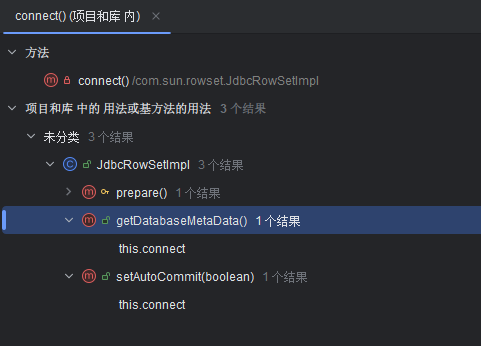 connect() (项目和库 内)
方法
connect() /com.sun.rowset.JdbcRowSetImpl
项目和库 中的 用法或基方法的用法 3 个结果
未分类 3 个结果
JdbcRowSetImpl 3 个结果
prepare() 1 个结果
getDatabaseMetaData() 1 个结果
this.connect
setAutoCommit(boolean) 1 个结果
this.connect